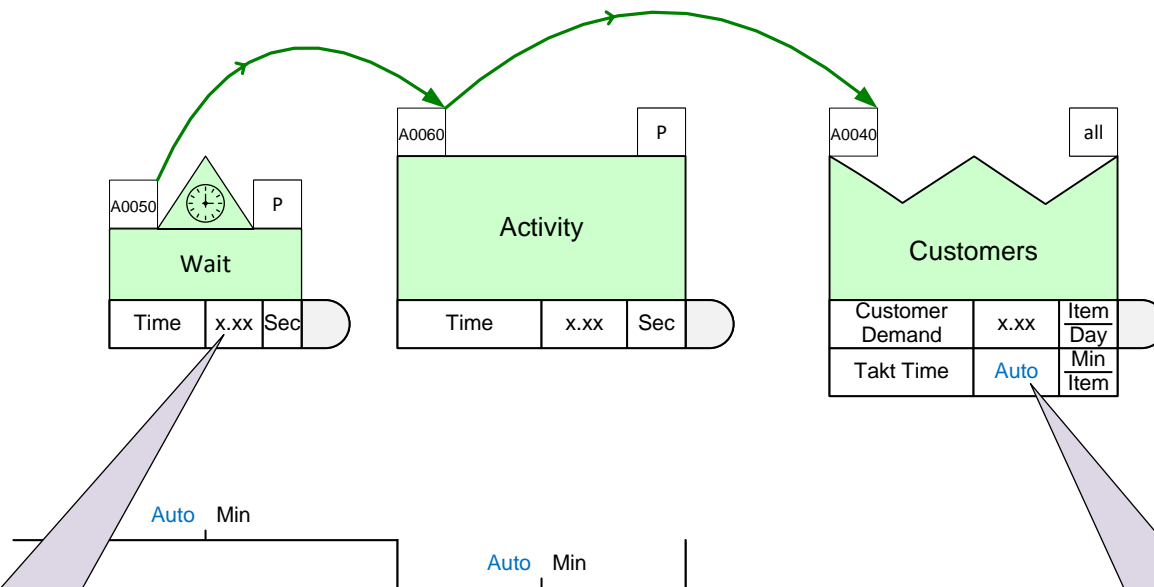 A0060
P
A0040
all
A0050
P
Wait
Activity
Customers
Time x.xx Sec
Time x.xx Sec
Customer
Demand
x.xx
Item
Day
Takt Time
Auto
Min
Item
Auto Min
Auto Min